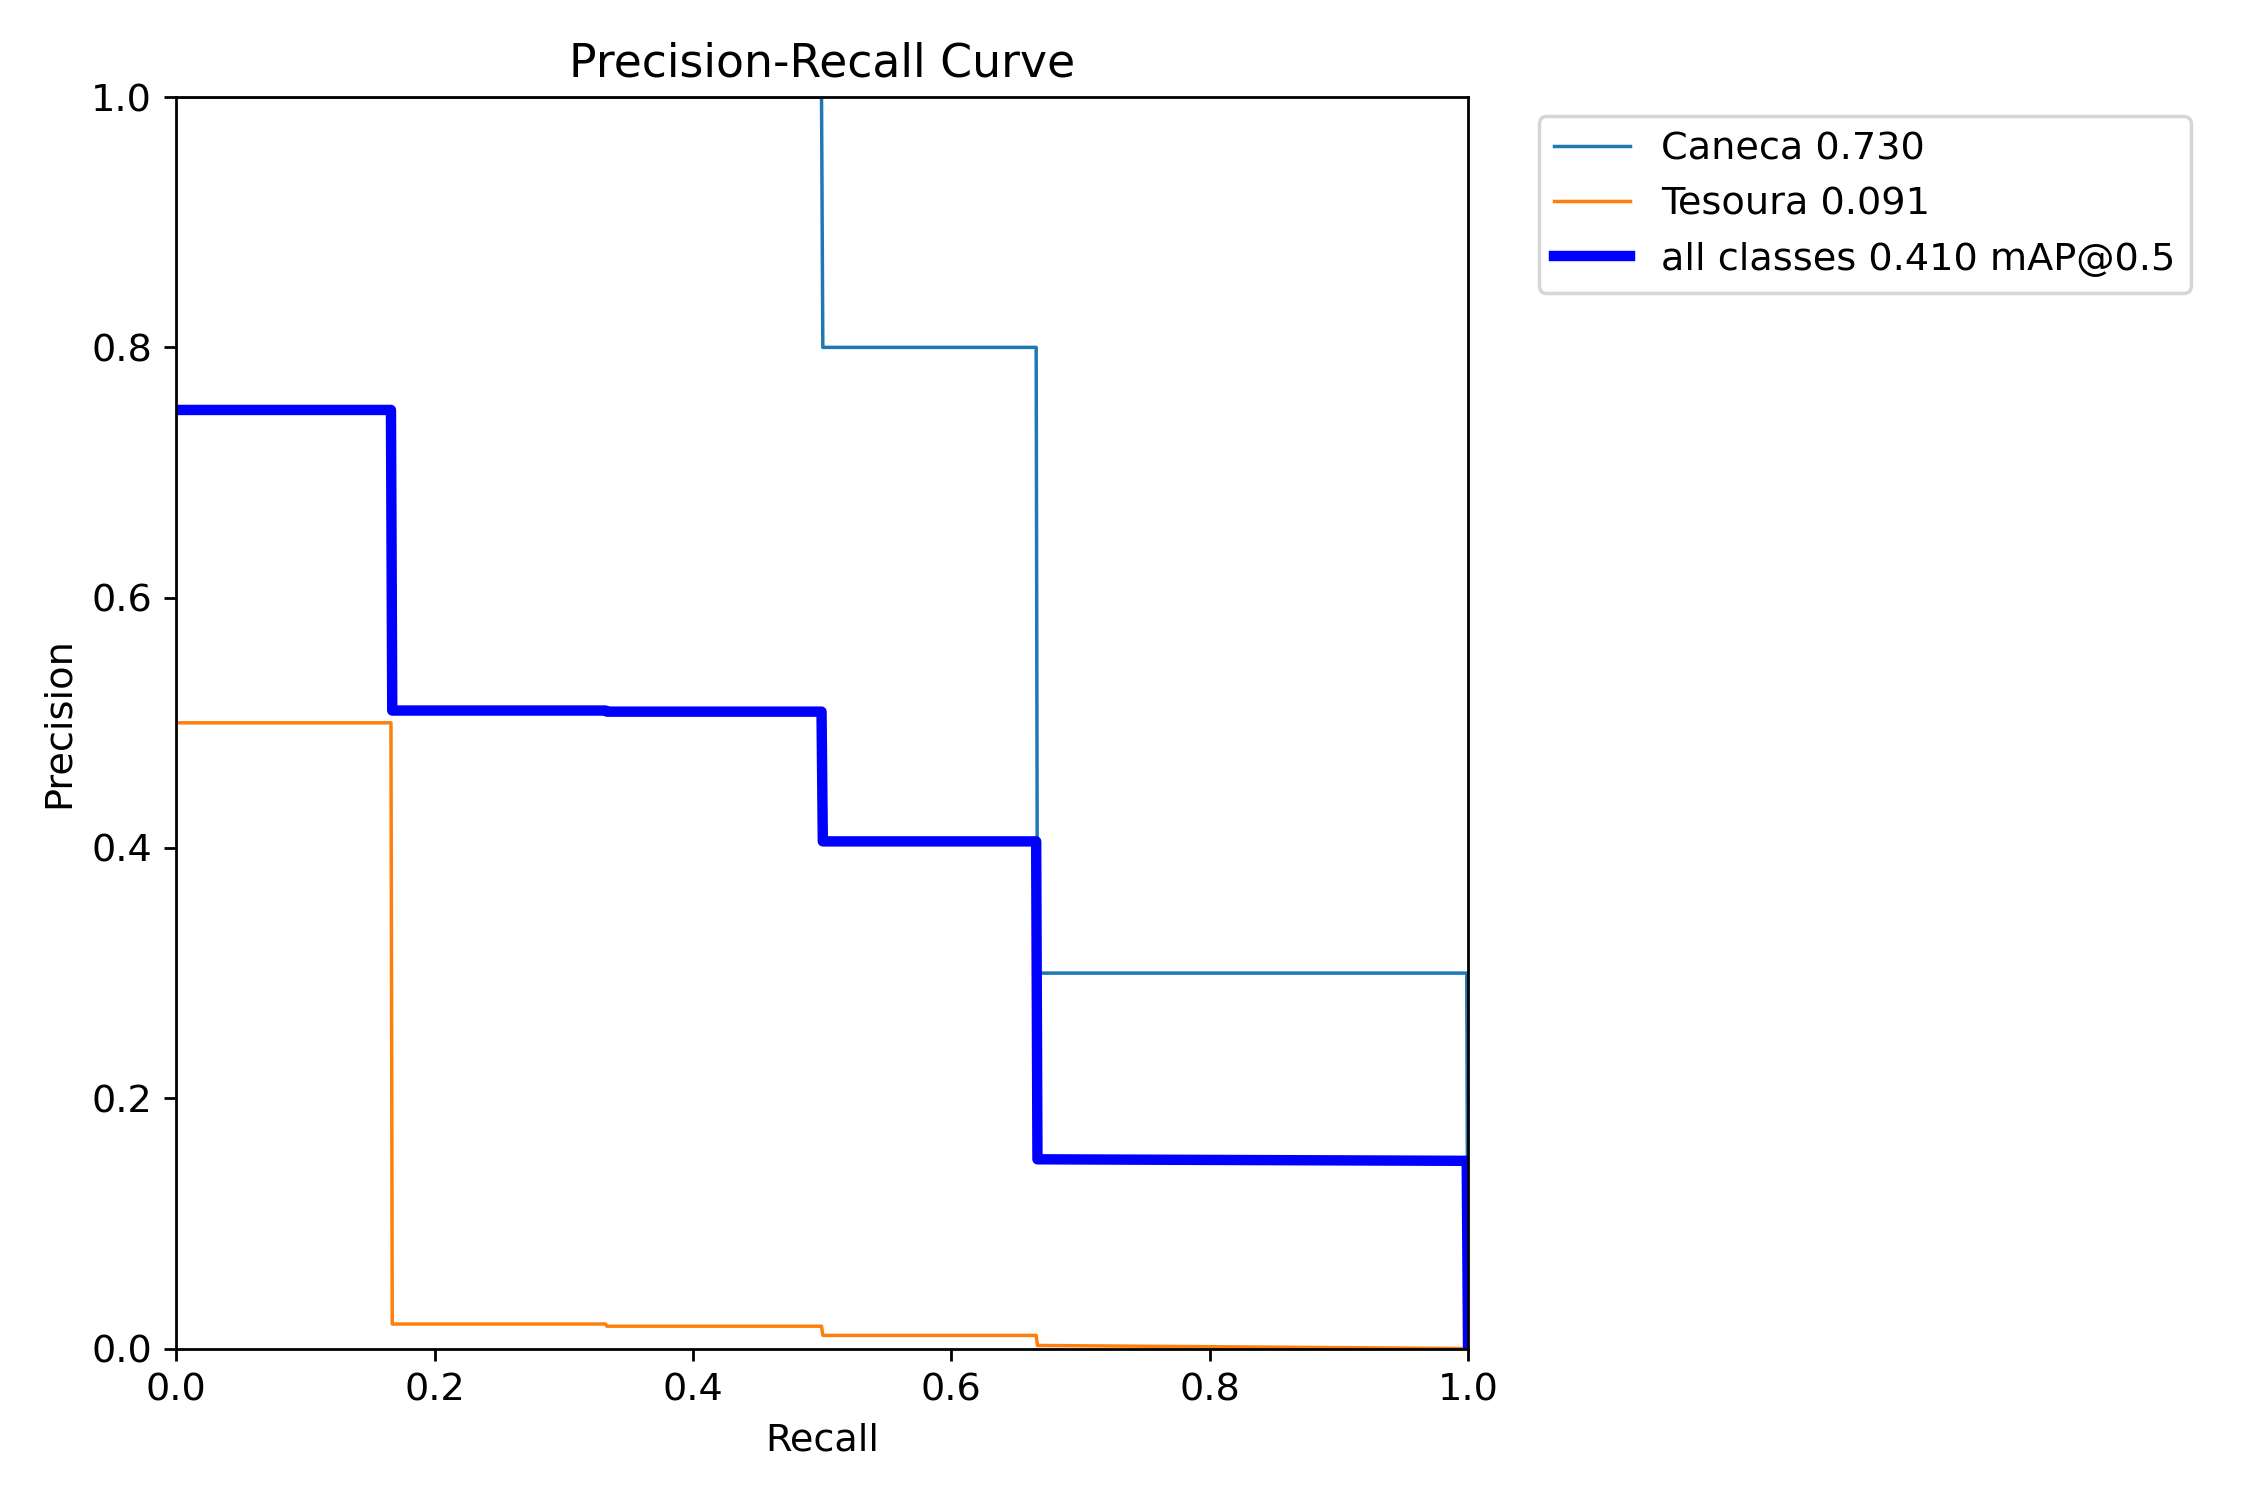 Precision-Recall Curve
1.0
0.8
0.6
0.4
0.2
0.0
Precision
0.0 0.2 0.4 0.6 0.8 1.0
Recall
Caneca 0.730
Tesoura 0.091
all classes 0.410 mAP@0.5